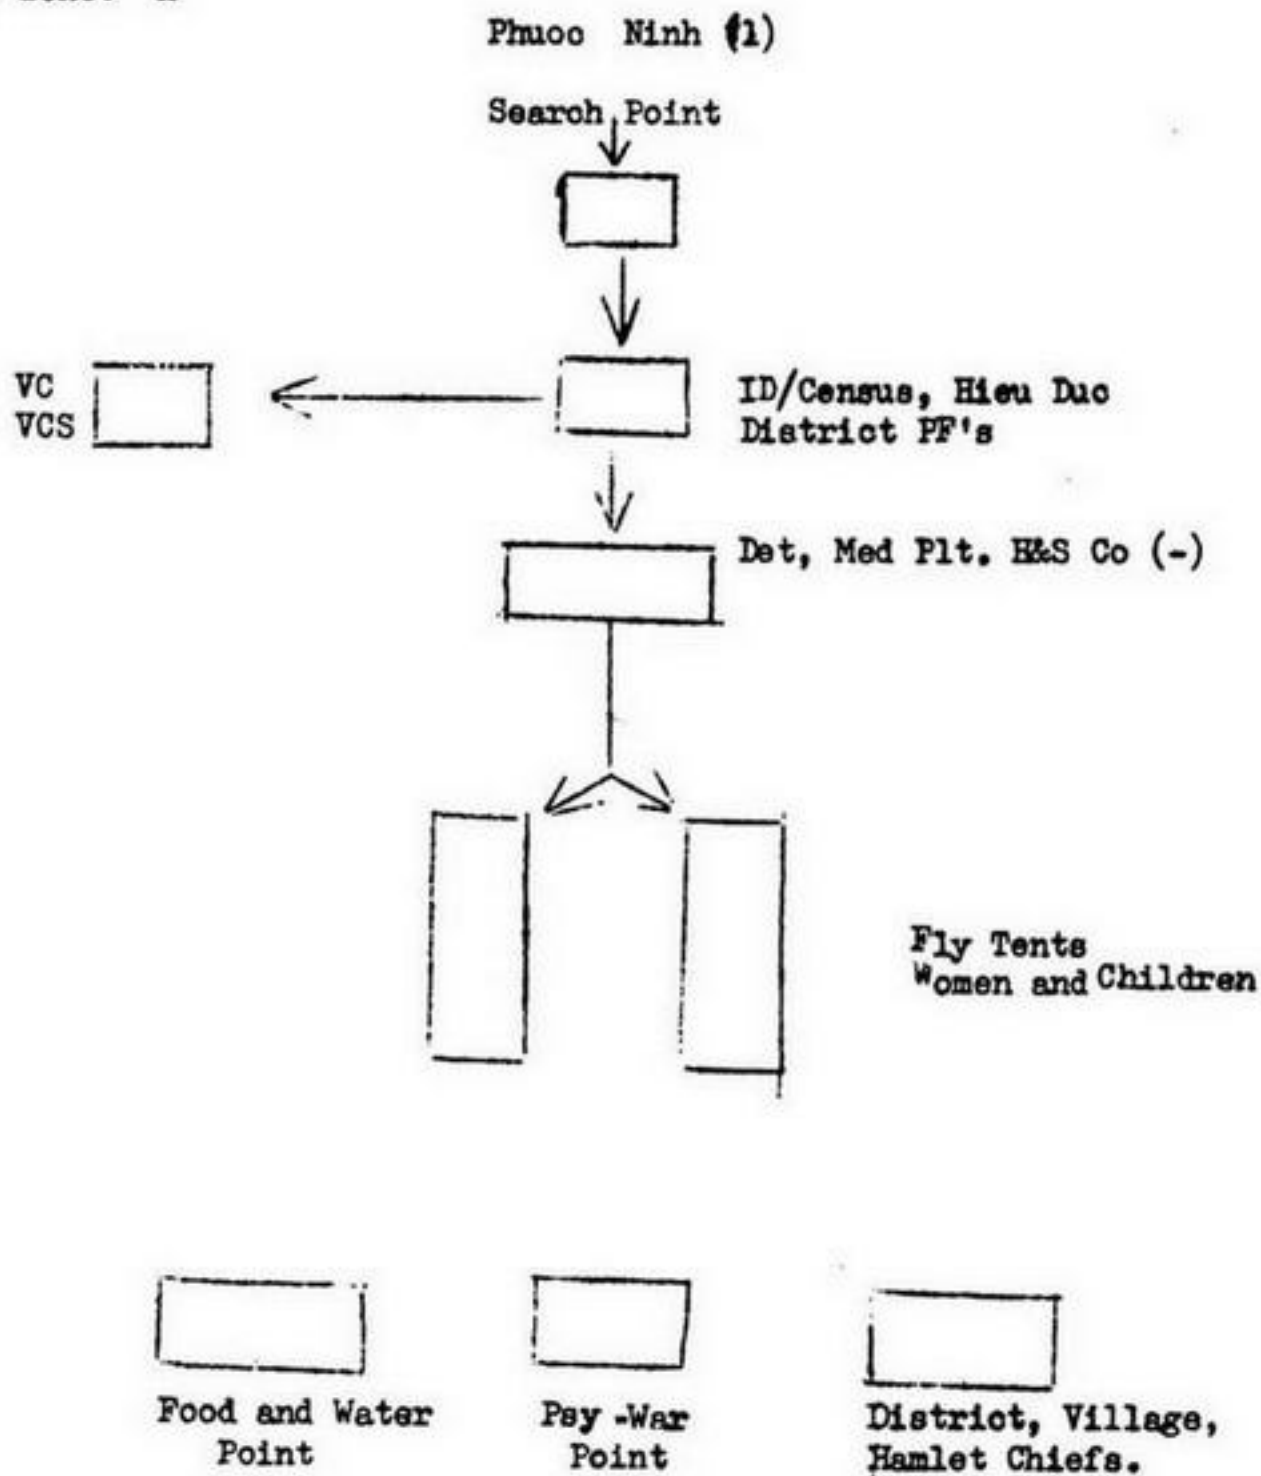 Phuoc Ninh (1)
Search Point
VC
VCS
ID/Census, Hieu Duc
District PF's
Det, Med Plt. H&S Co (-)
Fly Tents
Women and Children
Food and Water
Point
Psy-War
Point
District, Village,
Hamlet Chiefs.